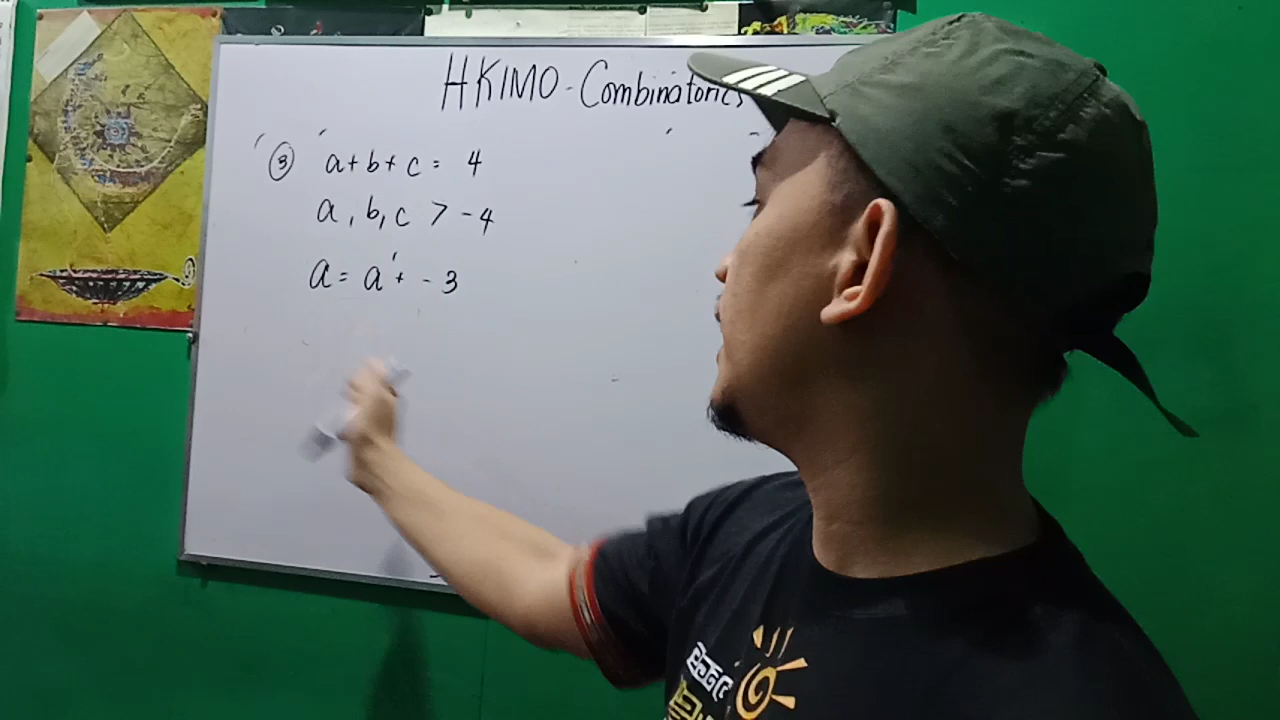 HKIMO - Combinatorics
③ a+b+c = 4
a, b, c > -4
a = a' + -3